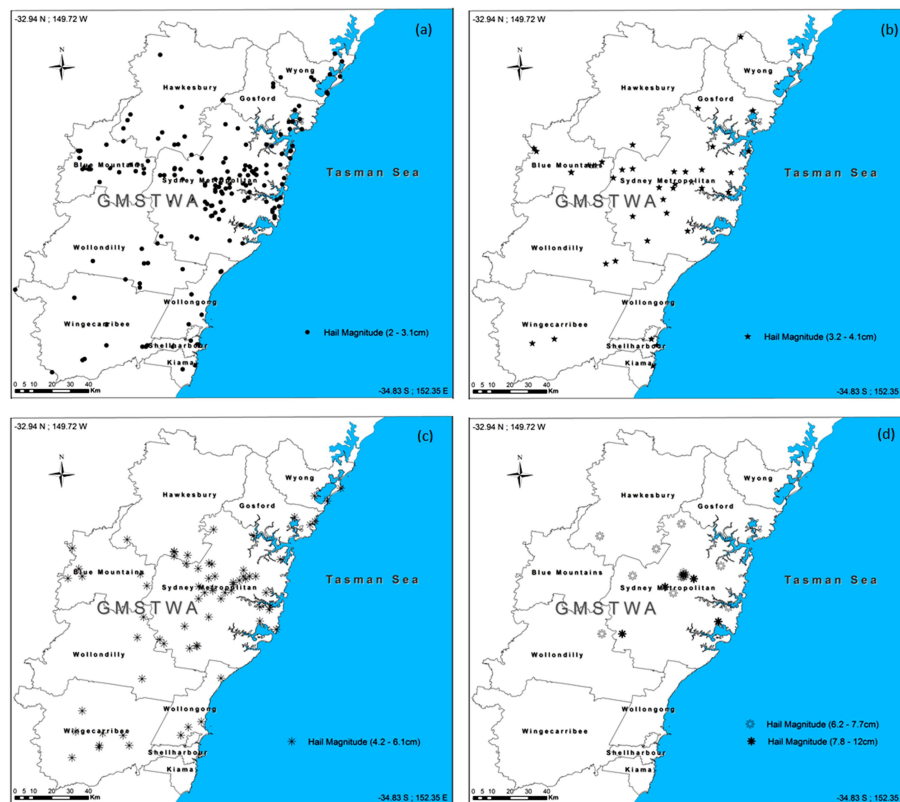 -32.94 N ; 149.72 W
(a)
N
Wyong
Hawkesbury
Gosford
Blue Mountains
Sydney Metropolitan
Tasman Sea
GMSTWA
Wollondilly
Wollongong
Wingecarribee
Hail Magnitude (2 - 3.1cm)
Shellharbour
Kiama
0 5 10 20 30 40
Km
-34.83 S ; 152.35 E
-32.94 N ; 149.72 W
(b)
N
Wyong
Hawkesbury
Gosford
Blue Mountains
Sydney Metropolitan
Tasman Sea
GMSTWA
Wollondilly
Wollongong
Wingecarribee
Hail Magnitude (3.2 - 4.1cm)
Shellharbour
Kiama
0 5 10 20 30 40
Km
-34.83 S ; 152.35 E
-32.94 N ; 149.72 W
(c)
N
Wyong
Hawkesbury
Gosford
Blue Mountains
Sydney Metropolitan
Tasman Sea
GMSTWA
Wollondilly
Wollongong
Wingecarribee
Hail Magnitude (4.2 - 6.1cm)
Shellharbour
Kiama
0 5 10 20 30 40
Km
-34.83 S ; 152.35 E
-32.94 N ; 149.72 W
(d)
N
Wyong
Hawkesbury
Gosford
Blue Mountains
Sydney Metropolitan
Tasman Sea
GMSTWA
Wollondilly
Wollongong
Hail Magnitude (6.2 - 7.7cm)
Wingecarribee
Hail Magnitude (7.8 - 12cm)
Shellharbour
Kiama
0 5 10 20 30 40
Km
-34.83 S ; 152.35 E